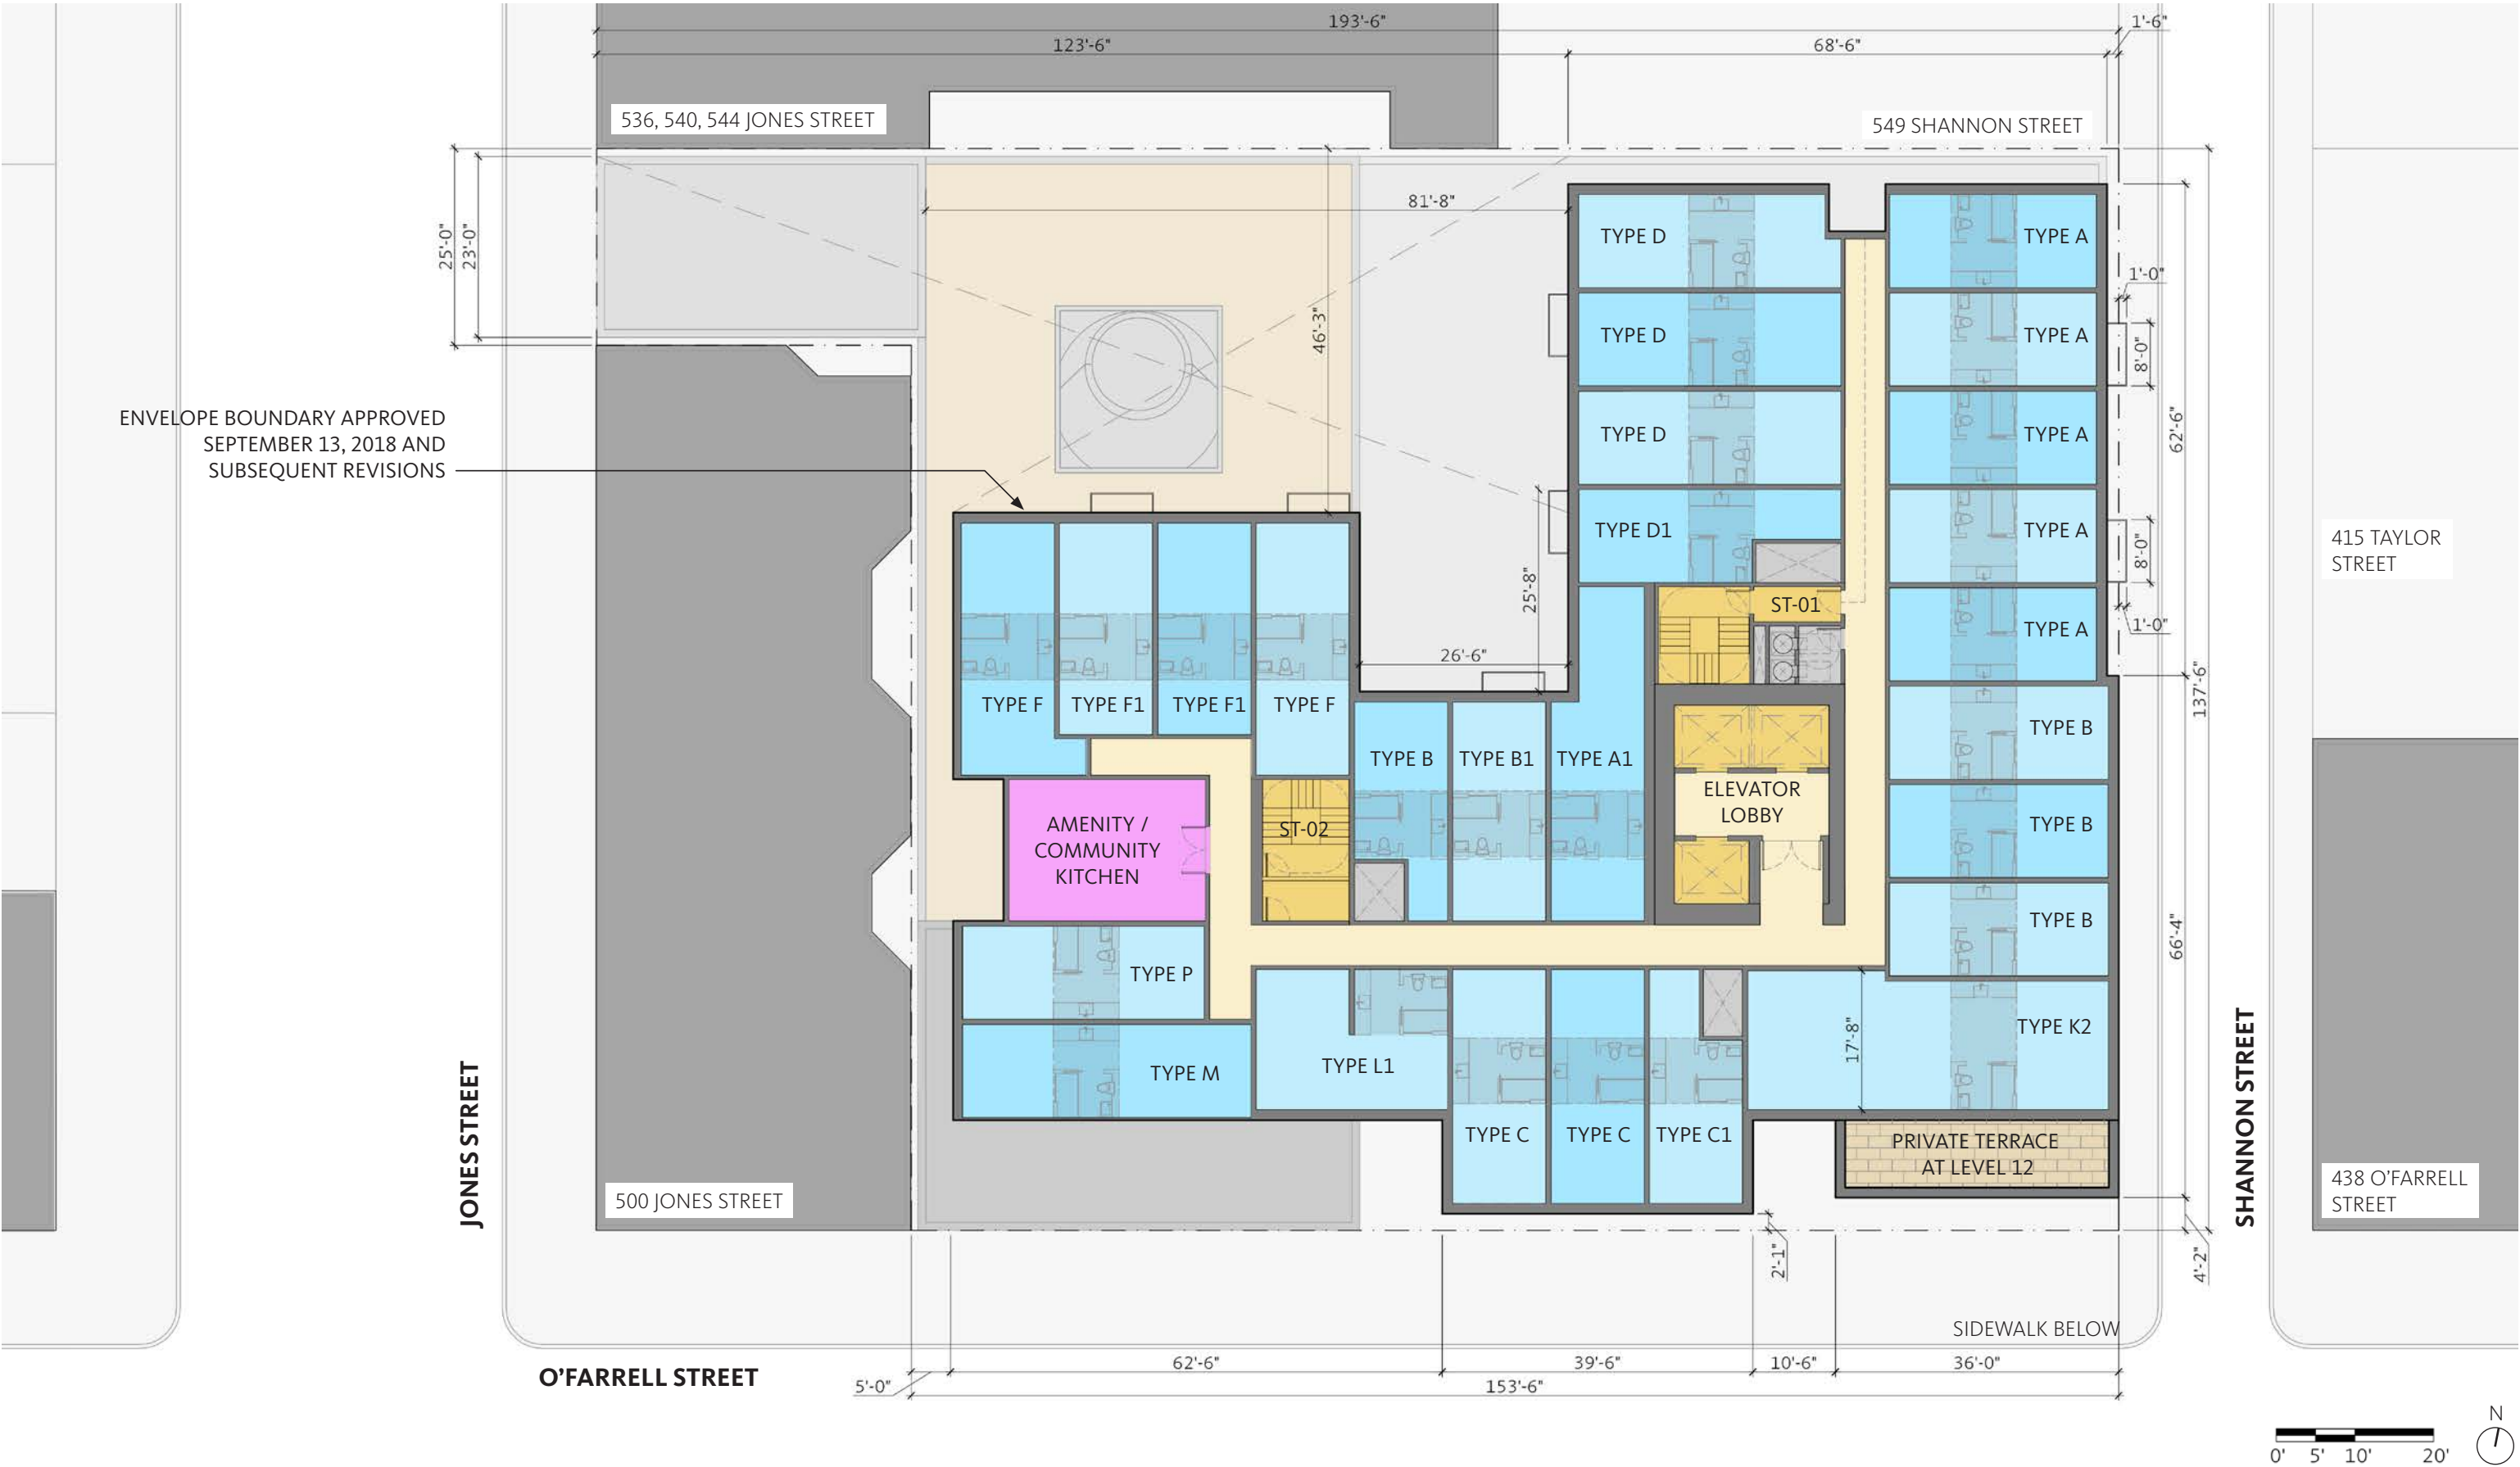 193'-6"
1'-6"
123'-6"
68'-6"
536, 540, 544 JONES STREET
549 SHANNON STREET
81'-8"
25'-0"
23'-0"
46'-3"
TYPE D
TYPE A
1'-0"
TYPE D
TYPE A
8'-0"
ENVELOPE BOUNDARY APPROVED
SEPTEMBER 13, 2018 AND
SUBSEQUENT REVISIONS
TYPE D
TYPE A
62'-6"
TYPE D1
TYPE A
8'-0"
415 TAYLOR
STREET
25'-8"
ST-01
TYPE A
1'-0"
26'-6"
137'-6"
TYPE F
TYPE F1
TYPE F1
TYPE F
TYPE B
TYPE B
TYPE B1
TYPE A1
ELEVATOR
LOBBY
AMENITY /
COMMUNITY
KITCHEN
ST-02
TYPE B
TYPE B
66'-4"
TYPE P
17'-8"
TYPE K2
TYPE M
TYPE L1
TYPE C
TYPE C
TYPE C1
PRIVATE TERRACE
AT LEVEL 12
JONES STREET
SHANNON STREET
500 JONES STREET
438 O'FARRELL
STREET
2'-1"
4'-2"
SIDEWALK BELOW
O'FARRELL STREET
5'-0"
62'-6"
39'-6"
10'-6"
36'-0"
153'-6"
N
0' 5' 10' 20'